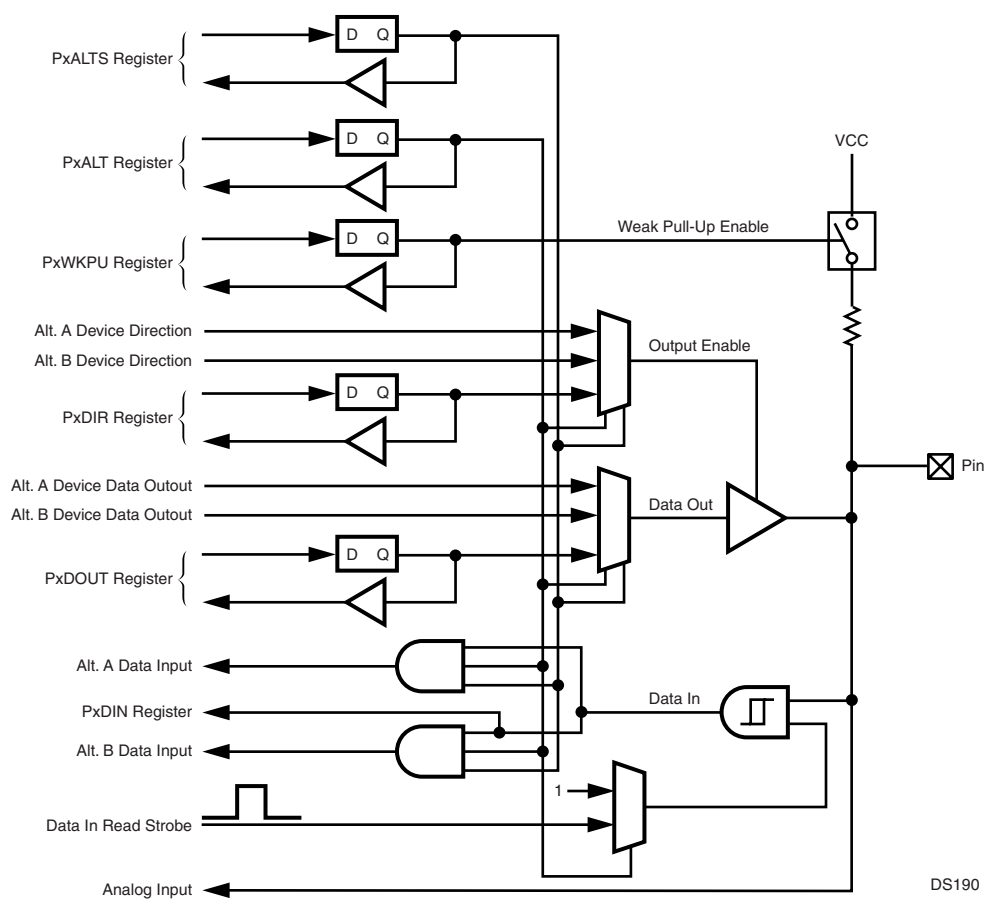 PxALTS Register
D Q
PxALT Register
D Q
VCC
PxWKPU Register
D Q
Weak Pull-Up Enable
Alt. A Device Direction
Alt. B Device Direction
Output Enable
PxDIR Register
D Q
Pin
Alt. A Device Data Outout
Alt. B Device Data Outout
Data Out
PxDOUT Register
D Q
Alt. A Data Input
PxDIN Register
Data In
Alt. B Data Input
1
Data In Read Strobe
Analog Input
DS190